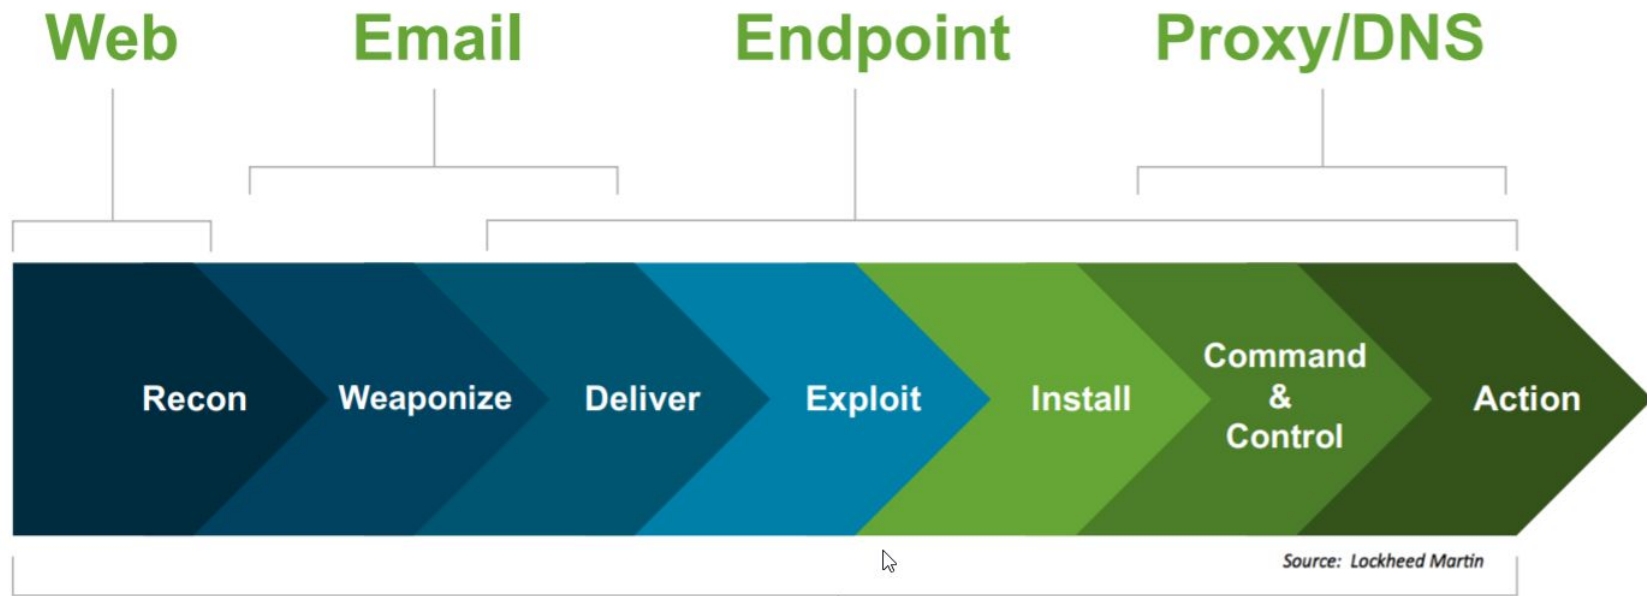 Web
Email
Endpoint
Proxy/DNS
Recon
Weaponize
Deliver
Exploit
Install
Command
&
Control
Action
Source: Lockheed Martin